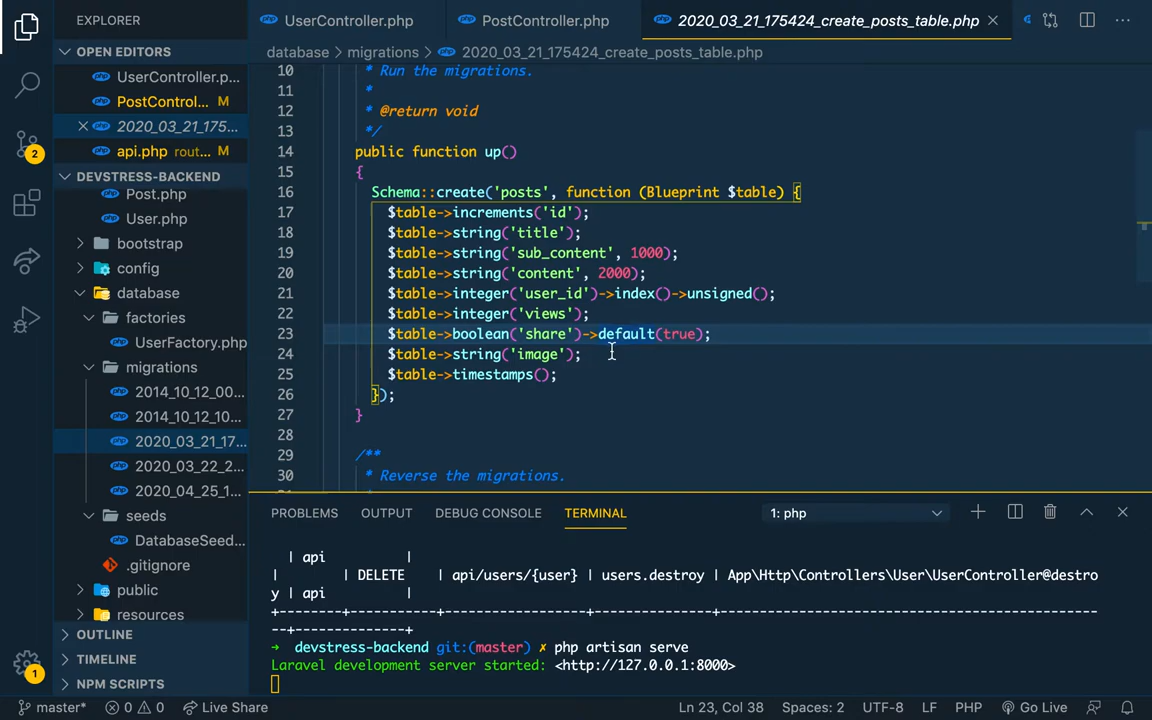 EXPLORER
UserController.php
PostController.php
2020_03_21_175424_create_posts_table.php
OPEN EDITORS
UserController.p...
PostControl... M
2020_03_21_175...
api.php rout... M
DEVSTRESS-BACKEND
Post.php
User.php
bootstrap
config
database
factories
UserFactory.php
migrations
2014_10_12_00...
2014_10_12_10...
2020_03_21_17...
2020_03_22_2...
2020_04_25_1...
seeds
DatabaseSeed...
.gitignore
public
resources
OUTLINE
TIMELINE
NPM SCRIPTS
2
1
database > migrations > 2020_03_21_175424_create_posts_table.php
10 * Run the migrations.
11 *
12 * @return void
13 */
14 public function up()
15 {
16 Schema::create('posts', function (Blueprint $table) {
17 $table->increments('id');
18 $table->string('title');
19 $table->string('sub_content', 1000);
20 $table->string('content', 2000);
21 $table->integer('user_id')->index()->unsigned();
22 $table->integer('views');
23 $table->boolean('share')->default(true);
24 $table->string('image');
25 $table->timestamps();
26 });
27 }
28
29 /**
30 * Reverse the migrations.
PROBLEMS OUTPUT DEBUG CONSOLE TERMINAL 1: php
| api |
| | DELETE | api/users/{user} | users.destroy | App\Http\Controllers\User\UserController@destro
y | api |
+--------+-----------+------------------+---------------+-----------------------------------------------
--+--------------+
➜ devstress-backend git:(master) ✗ php artisan serve
Laravel development server started: <http://127.0.0.1:8000>
master* 0 0 Live Share Ln 23, Col 38 Spaces: 2 UTF-8 LF PHP Go Live